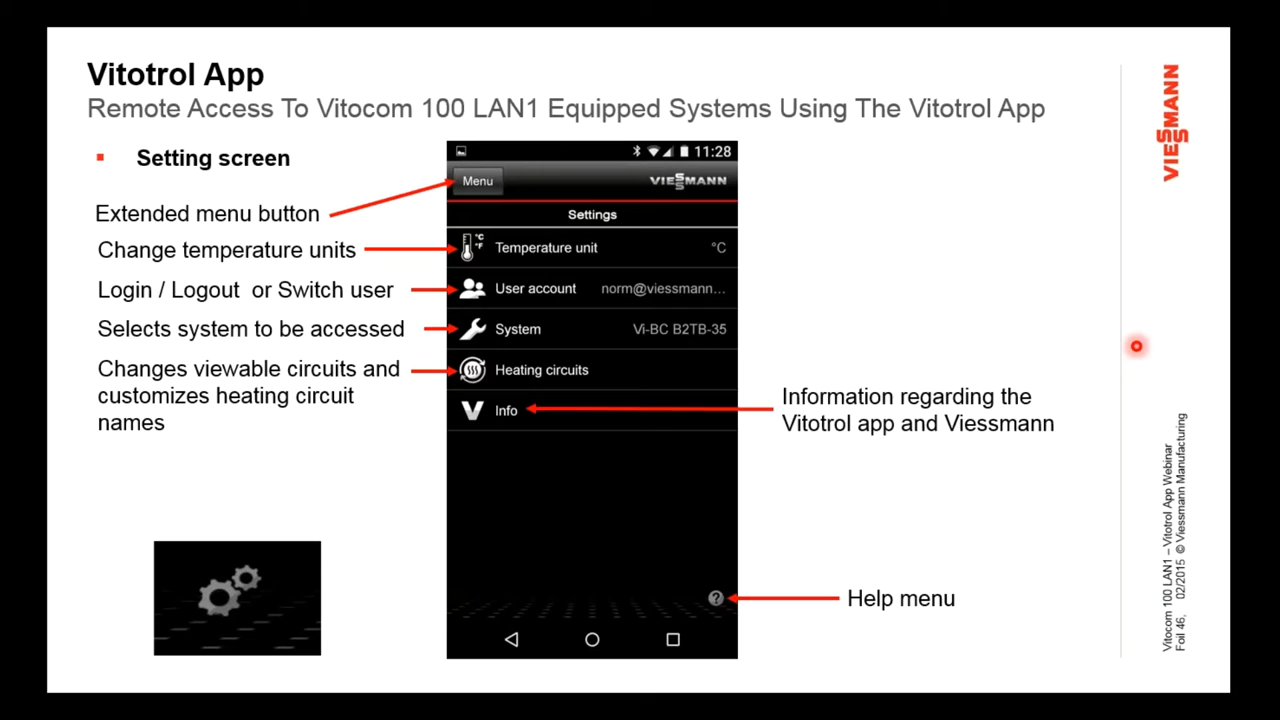 Vitotrol App
Remote Access To Vitocom 100 LAN1 Equipped Systems Using The Vitotrol App
Setting screen
Extended menu button
Change temperature units
Login / Logout or Switch user
Selects system to be accessed
Changes viewable circuits and
customizes heating circuit
names
11:28
Menu
VIESMANN
Settings
°C
°F
Temperature unit °C
User account norm@viessmann...
System Vi-BC B2TB-35
Heating circuits
V Info
?
Information regarding the
Vitotrol app and Viessmann
Help menu
VIESSMANN
Vitocom 100 LAN1 – Vitotrol App Webinar
Foil 46, 02/2015 © Viessmann Manufacturing